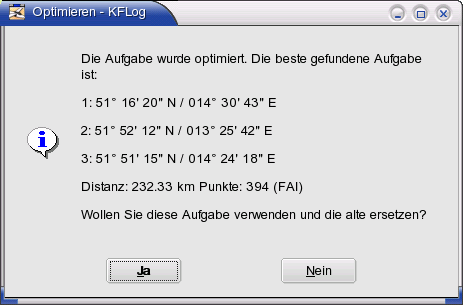 Optimieren - KFLog
Die Aufgabe wurde optimiert. Die beste gefundene Aufgabe
ist:
1: 51° 16' 20" N / 014° 30' 43" E
2: 51° 52' 12" N / 013° 25' 42" E
3: 51° 51' 15" N / 014° 24' 18" E
Distanz: 232.33 km Punkte: 394 (FAI)
Wollen Sie diese Aufgabe verwenden und die alte ersetzen?
Ja
Nein